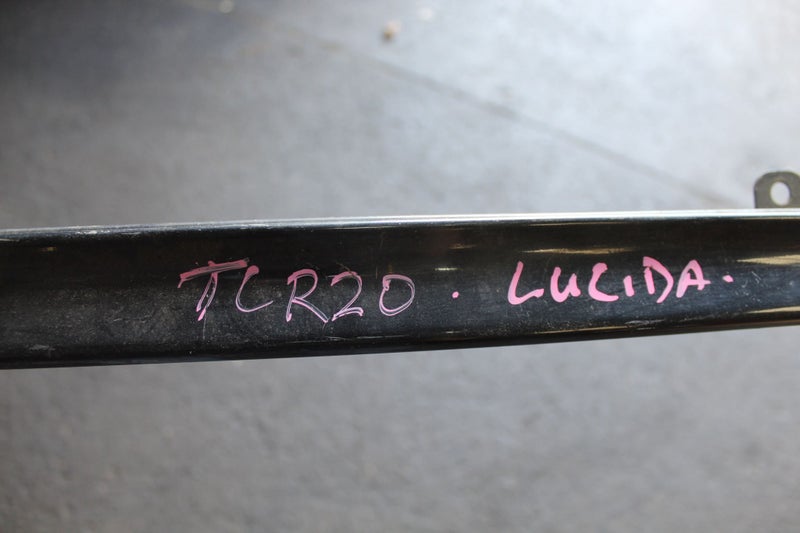 TCR20 . LUCIDA.